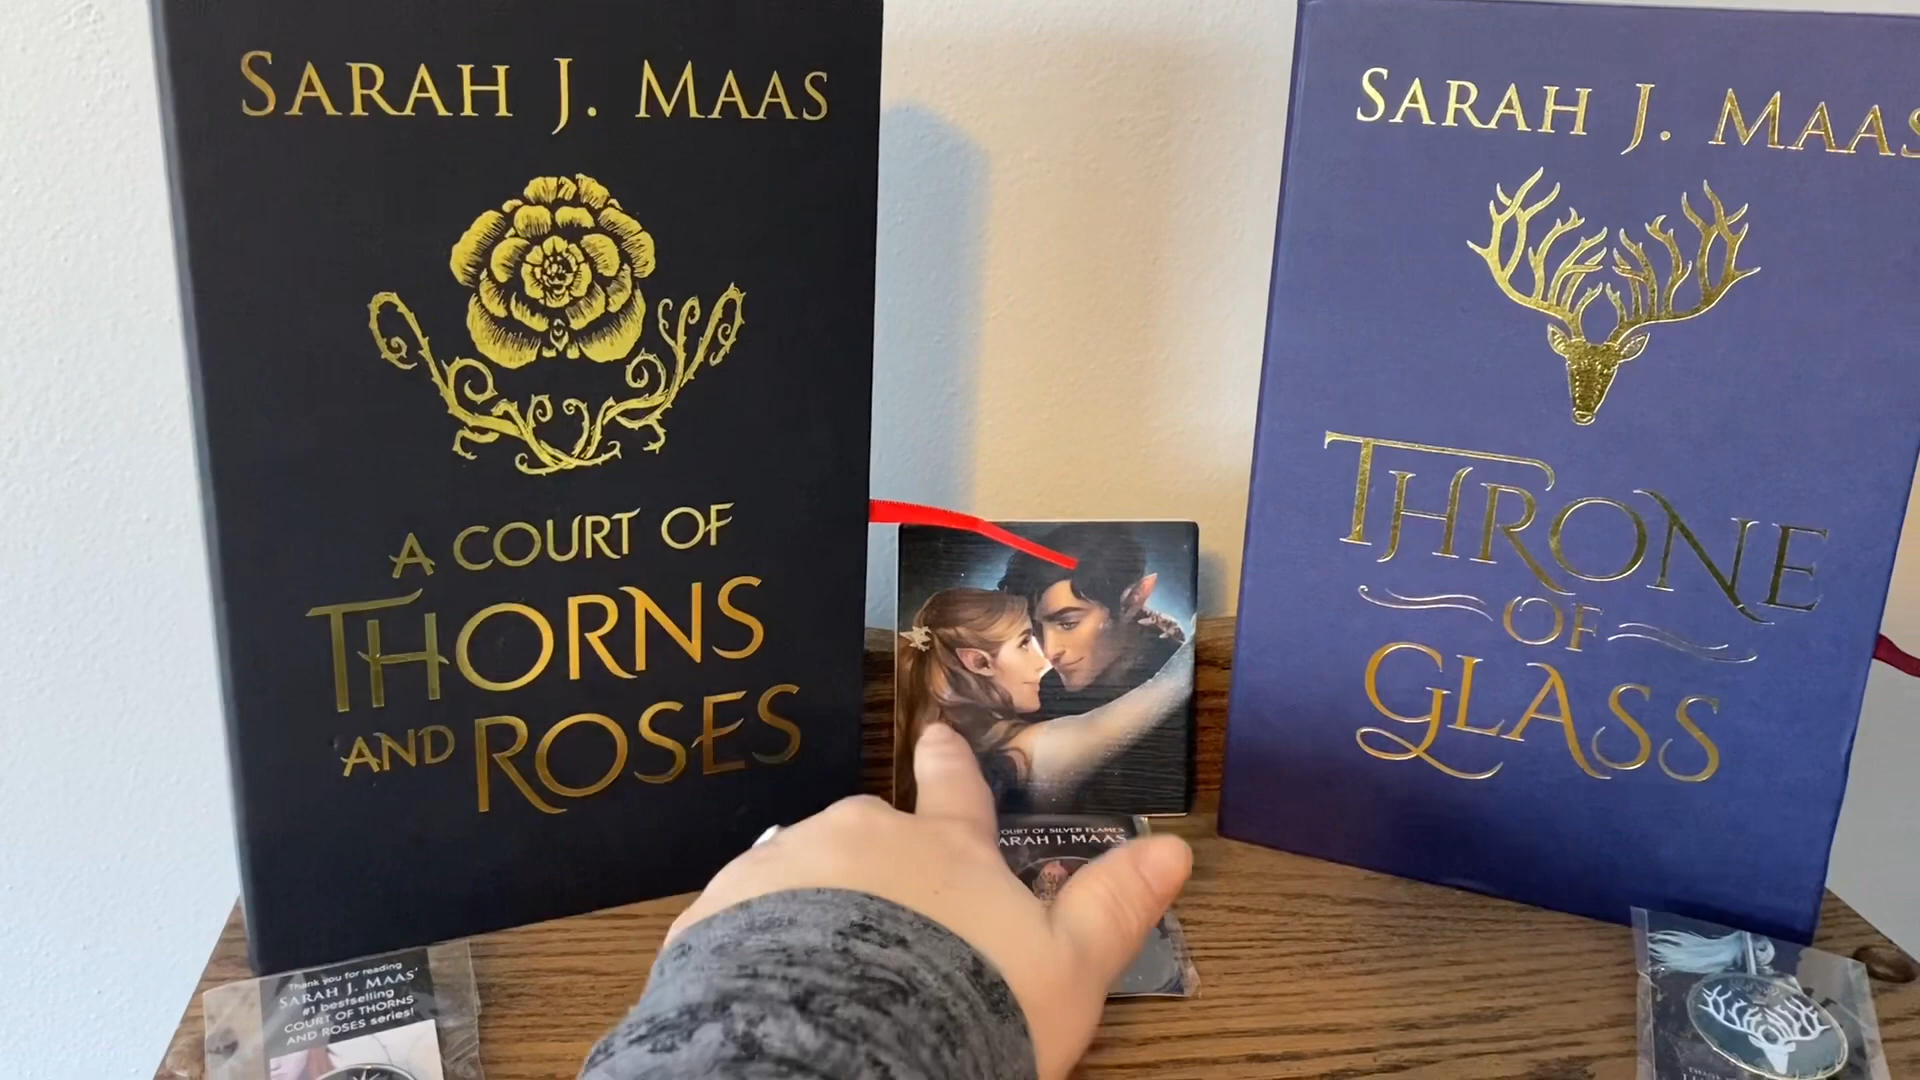 SARAH J. MAAS
A COURT OF
THORNS
AND ROSES
SARAH J. MAAS
THRONE
OF
GLASS
COURT OF SILVER FLAMES
SARAH J. MAAS
Thank you for reading
SARAH J. MAAS'
#1 bestselling
COURT OF THORNS
AND ROSES series!